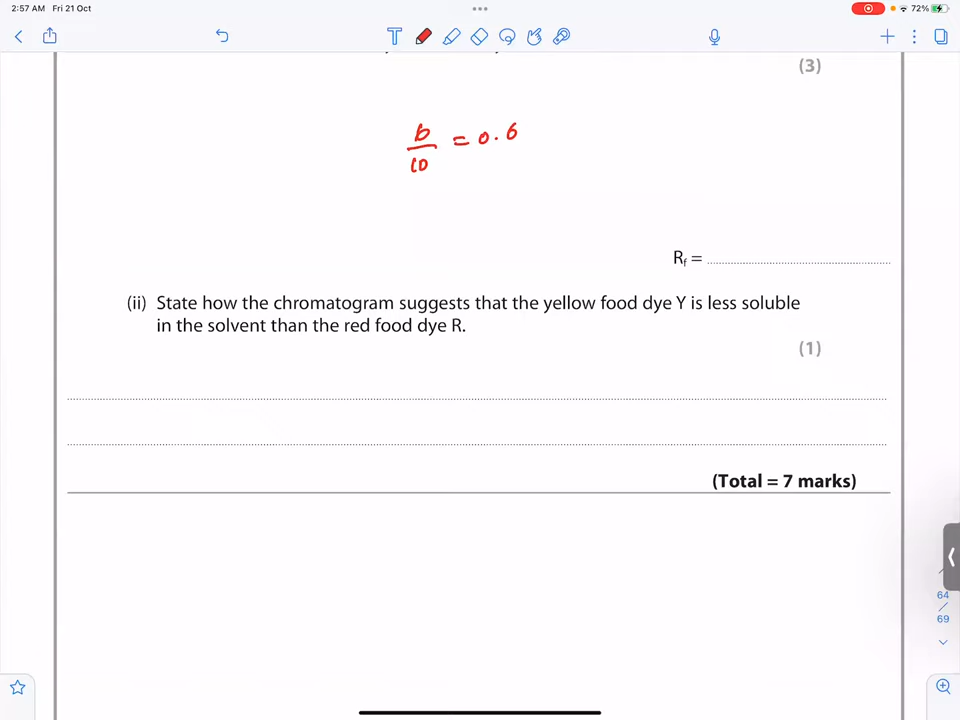 2:57 AM Fri 21 Oct
72%
T
(3)
6/10 = 0.6
Rf =
(ii) State how the chromatogram suggests that the yellow food dye Y is less soluble
in the solvent than the red food dye R.
(1)
(Total = 7 marks)
64
/
69